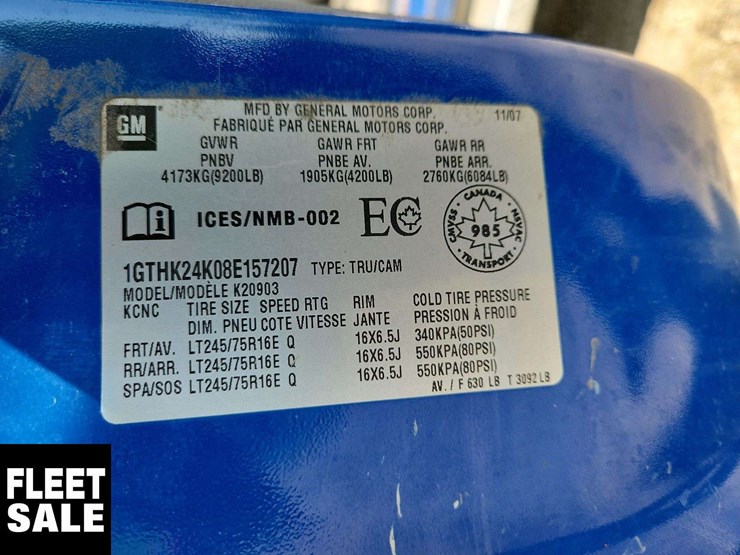 GM
MFD BY GENERAL MOTORS CORP. 11/07
FABRIQUÉ PAR GENERAL MOTORS CORP.
GVWR GAWR FRT GAWR RR
PNBV PNBE AV. PNBE ARR.
4173KG(9200LB) 1905KG(4200LB) 2760KG(6084LB)
ICES/NMB-002 EC
CANADA
CMVSS 985 NSVAC
TRANSPORT
1GTHK24K08E157207 TYPE: TRU/CAM
MODEL/MODÈLE K20903
KCNC TIRE SIZE SPEED RTG RIM COLD TIRE PRESSURE
DIM. PNEU COTE VITESSE JANTE PRESSION À FROID
FRT/AV. LT245/75R16E Q 16X6.5J 340KPA(50PSI)
RR/ARR. LT245/75R16E Q 16X6.5J 550KPA(80PSI)
SPA/SOS LT245/75R16E Q 16X6.5J 550KPA(80PSI)
AV. / F 630 LB T 3092 LB
FLEET
SALE